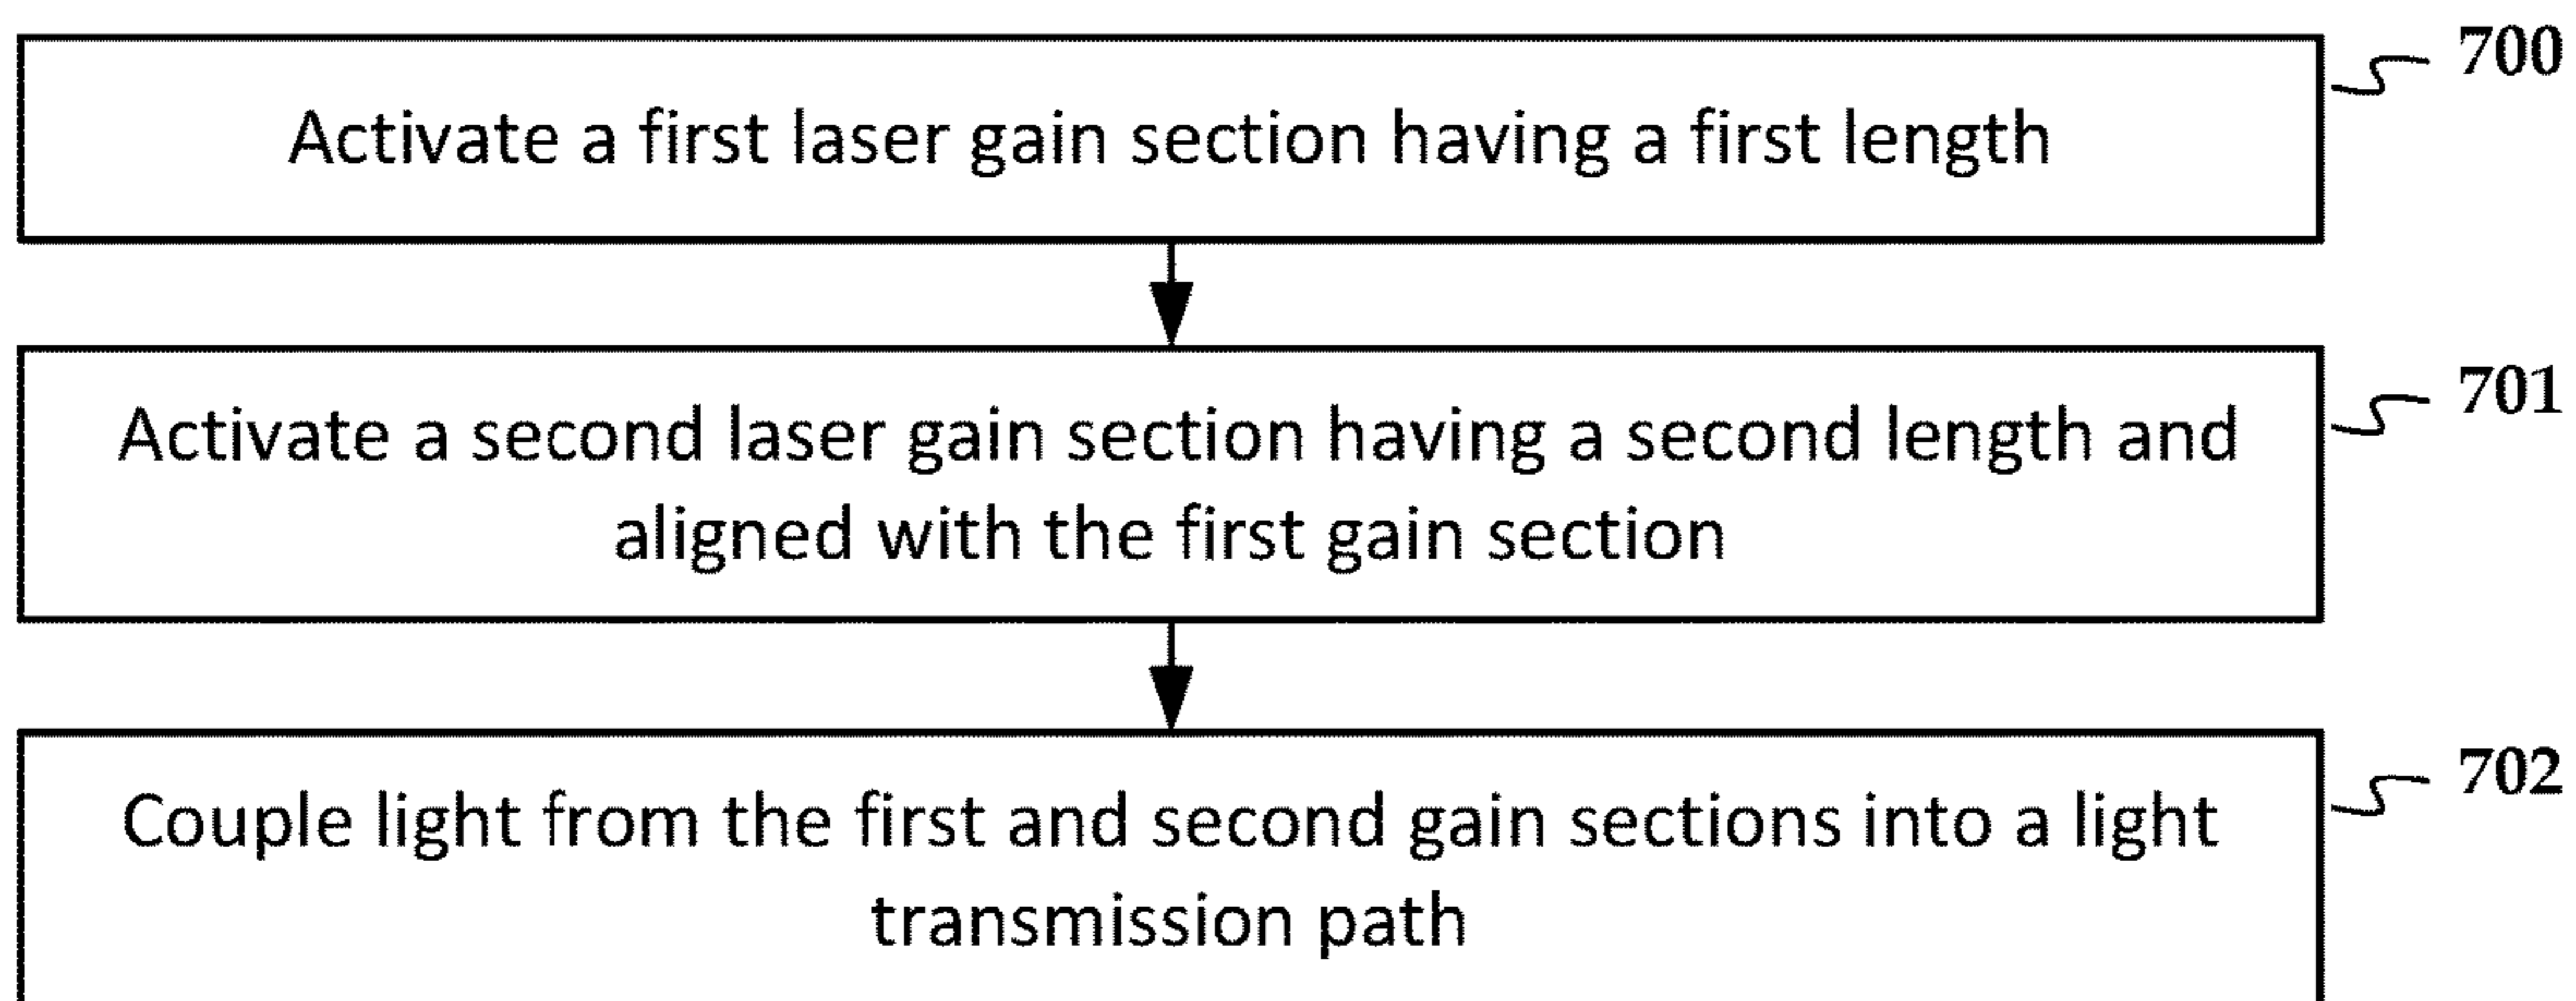 700
Activate a first laser gain section having a first length
701
Activate a second laser gain section having a second length and
aligned with the first gain section
702
Couple light from the first and second gain sections into a light
transmission path